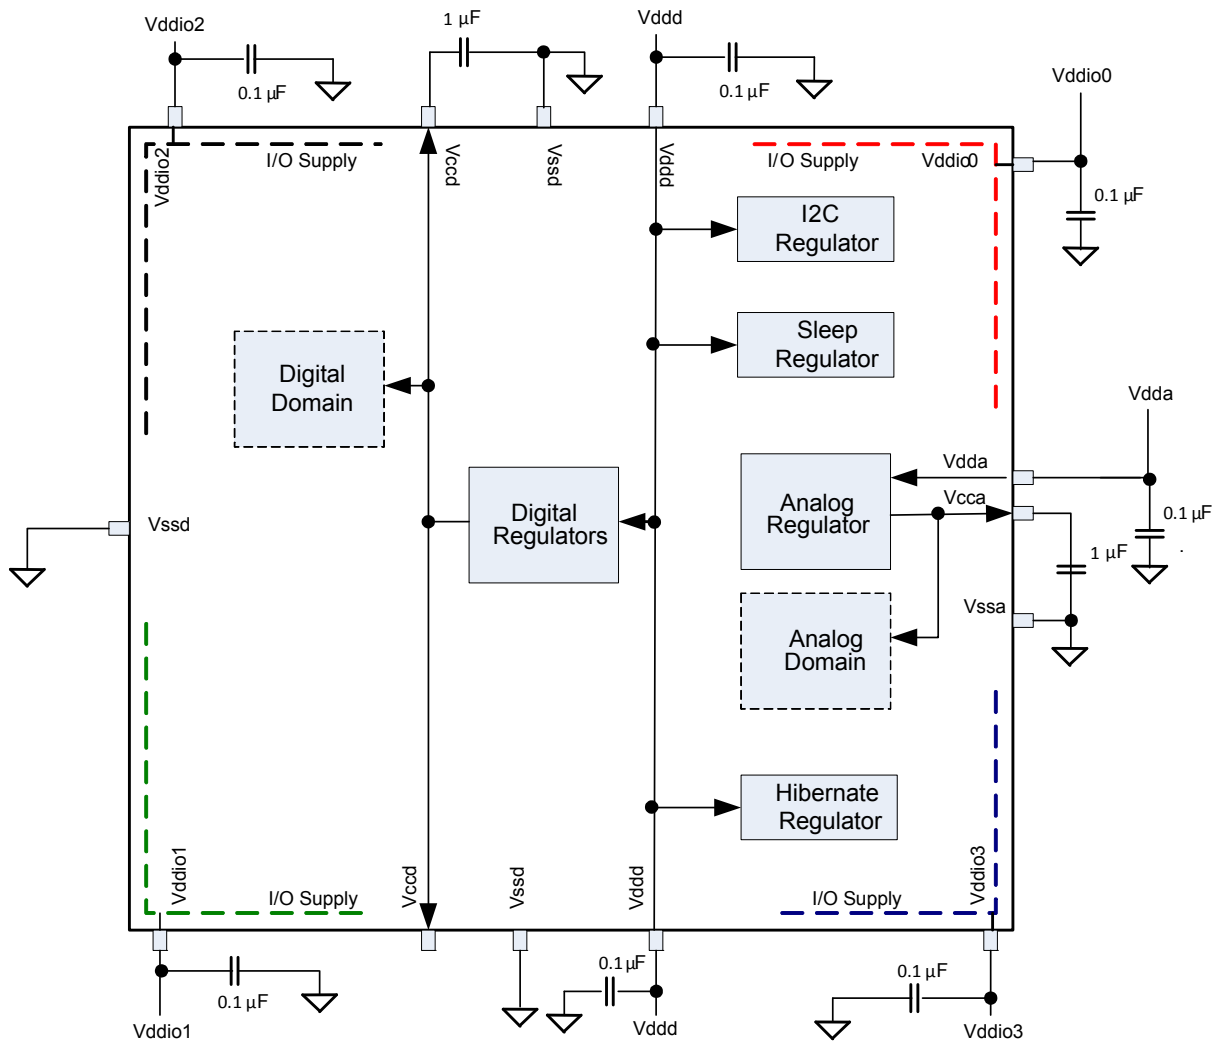 1 µF
Vddio2
Vddd
Vddio0
0.1 µF
0.1 µF
I/O Supply
I/O Supply
Vddio0
Vddio2
Vccd
Vssd
Vddd
0.1 µF
I2C
Regulator
Sleep
Regulator
Digital
Domain
Vdda
Vdda
Vcca
Analog
Regulator
Digital
Regulators
0.1 µF
Vssd
1 µF
.
Vssa
Analog
Domain
Hibernate
Regulator
Vddio1
Vccd
Vssd
Vddd
Vddio3
I/O Supply
I/O Supply
0.1 µF
0.1 µF
0.1 µF
Vddio1
Vddd
Vddio3